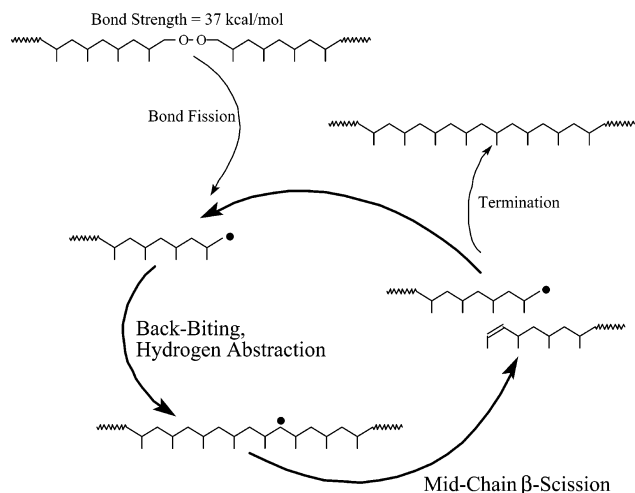 Bond Strength = 37 kcal/mol
O O
Bond Fission
Termination
Back-Biting,
Hydrogen Abstraction
Mid-Chain β-Scission